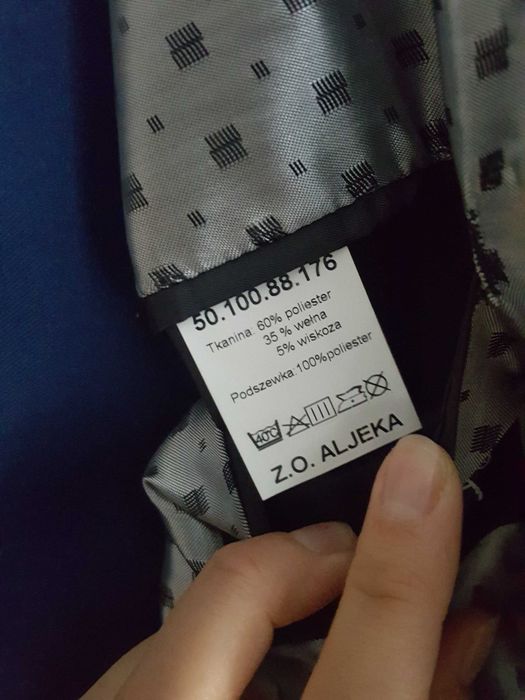 50.100.88.176
Tkanina.60% poliester
35 % wełna
5% wiskoza
Podszewka.100%poliester
40°C
Z.O. ALJEKA